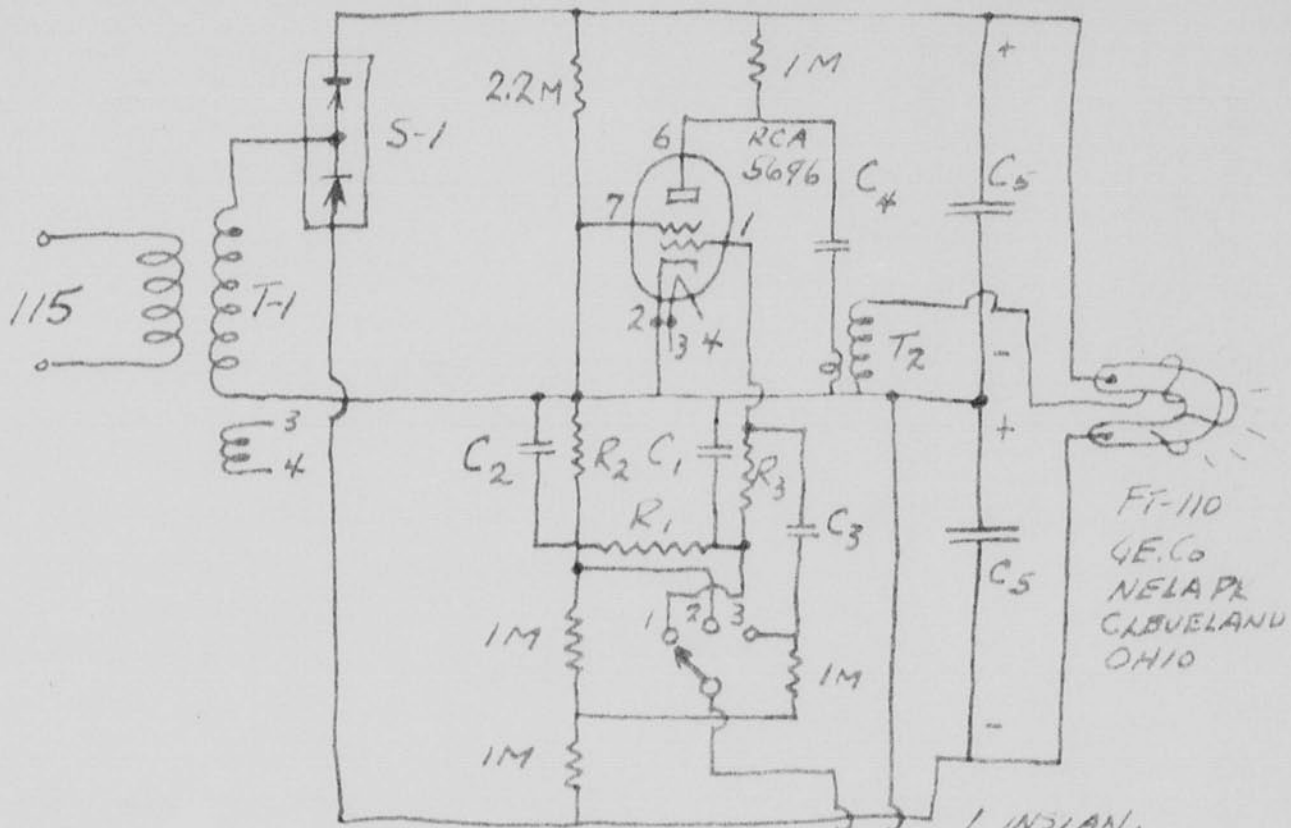 1M
2.2M
S-1
6
RCA
5696
C4
C5
7
1
115
T-1
2
3
4
T2
+
-
+
3
4
C2
R2
C1
R3
R1
C3
C5
FT-110
GE.Co
NELA PK
CLEVELAND
OHIO
1
2
3
1M
1M
1M
-
1 INSTAN.